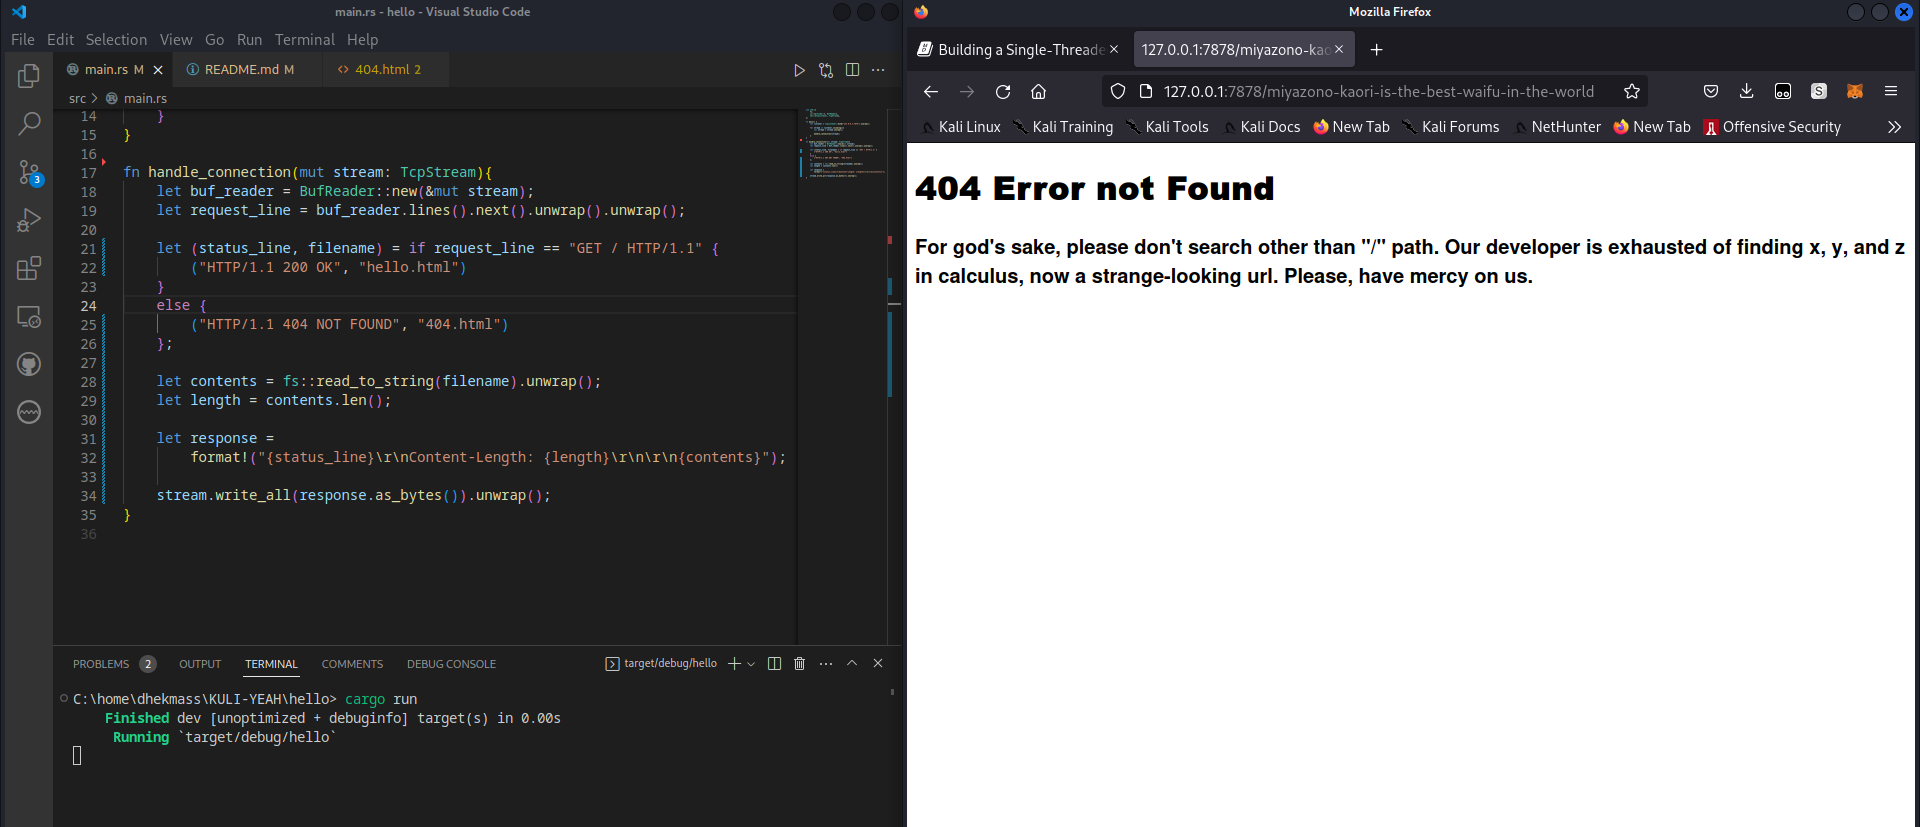 main.rs - hello - Visual Studio Code
File Edit Selection View Go Run Terminal Help
main.rs M
README.md M
404.html 2
src > main.rs
14 }
15 }
16
17 fn handle_connection(mut stream: TcpStream){
18 let buf_reader = BufReader::new(&mut stream);
19 let request_line = buf_reader.lines().next().unwrap().unwrap();
20
21 let (status_line, filename) = if request_line == "GET / HTTP/1.1" {
22 ("HTTP/1.1 200 OK", "hello.html")
23 }
24 else {
25 ("HTTP/1.1 404 NOT FOUND", "404.html")
26 };
27
28 let contents = fs::read_to_string(filename).unwrap();
29 let length = contents.len();
30
31 let response =
32 format!("{status_line}\r\nContent-Length: {length}\r\n\r\n{contents}");
33
34 stream.write_all(response.as_bytes()).unwrap();
35 }
36
3
PROBLEMS 2 OUTPUT TERMINAL COMMENTS DEBUG CONSOLE
target/debug/hello
C:\home\dhekmass\KULI-YEAH\hello> cargo run
Finished dev [unoptimized + debuginfo] target(s) in 0.00s
Running `target/debug/hello`
Mozilla Firefox
Building a Single-Threade
127.0.0.1:7878/miyazono-kao
127.0.0.1:7878/miyazono-kaori-is-the-best-waifu-in-the-world
S
Kali Linux Kali Training Kali Tools Kali Docs New Tab Kali Forums NetHunter New Tab Offensive Security
404 Error not Found
For god's sake, please don't search other than "/" path. Our developer is exhausted of finding x, y, and z
in calculus, now a strange-looking url. Please, have mercy on us.